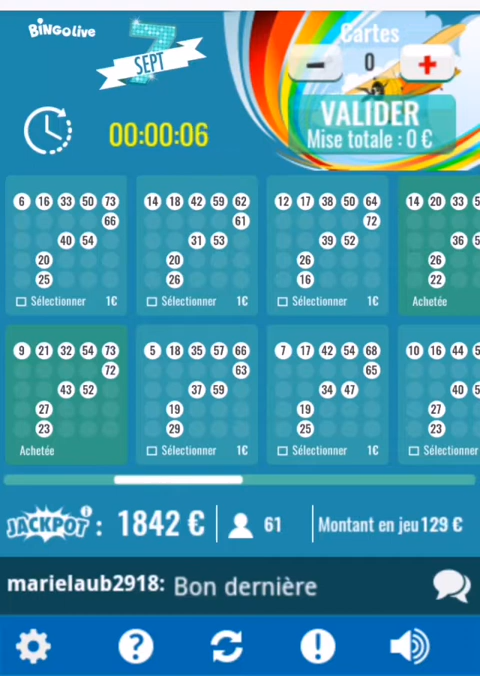 BiNGOLive
7
SEPT
Cartes
- 0 +
00:00:06
VALIDER
Mise totale : 0 €
6 16 33 50 73
66
40 54
20
25
Sélectionner 1€
14 18 42 59 62
61
31 53
20
26
Sélectionner 1€
12 17 38 50 64
72
39 52
26
16
Sélectionner 1€
14 20 33
36
26
22
Achetée
9 21 32 54 73
72
43 52
27
23
Achetée
5 18 35 57 66
63
37 59
19
29
Sélectionner 1€
7 17 42 54 68
65
34 47
19
25
Sélectionner 1€
10 16 44
40
27
23
Sélectionner
JACKPOT i : 1842 €
61
Montant en jeu 129 €
marielaub2918: Bon dernière
? !